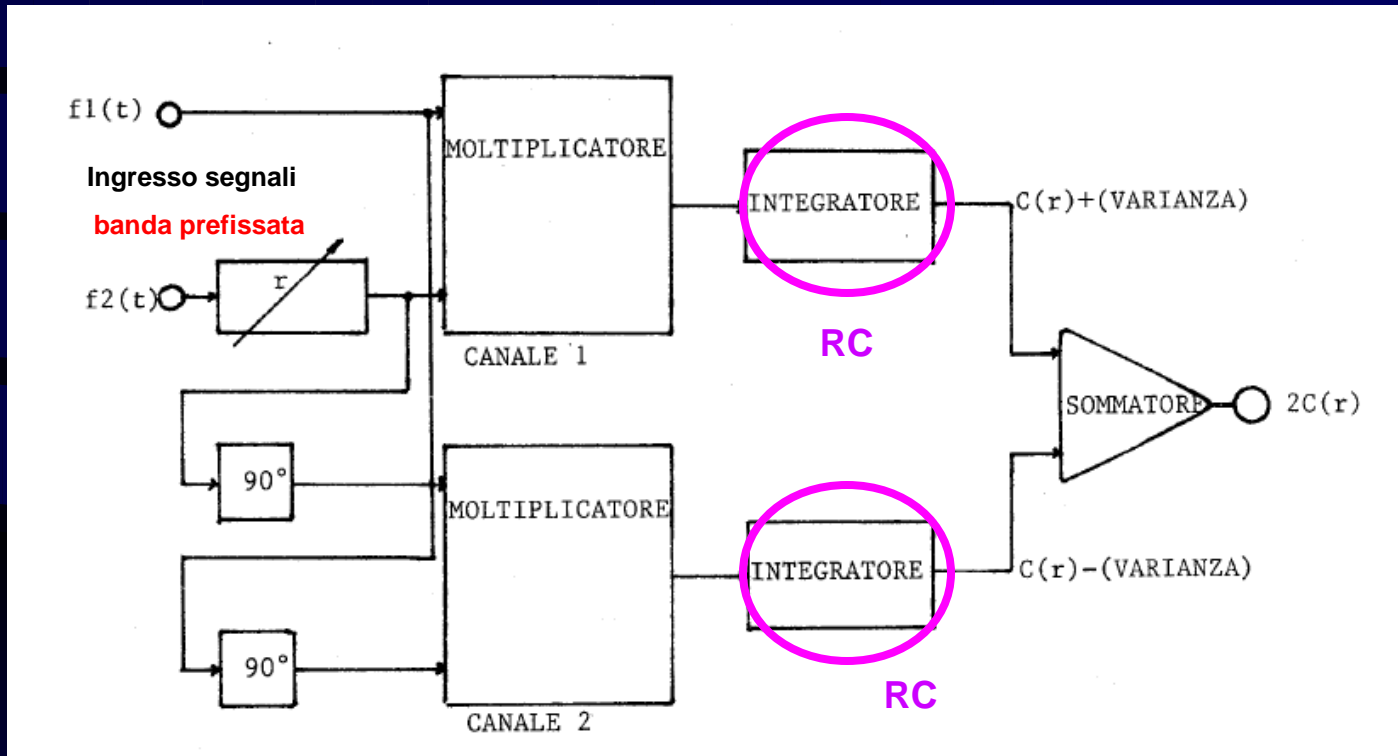 f1(t)
MOLTIPLICATORE
Ingresso segnali
banda prefissata
INTEGRATORE
C(r)+(VARIANZA)
r
f2(t)
RC
CANALE 1
SOMMATORE
2C(r)
90°
MOLTIPLICATORE
INTEGRATORE
C(r)-(VARIANZA)
90°
RC
CANALE 2